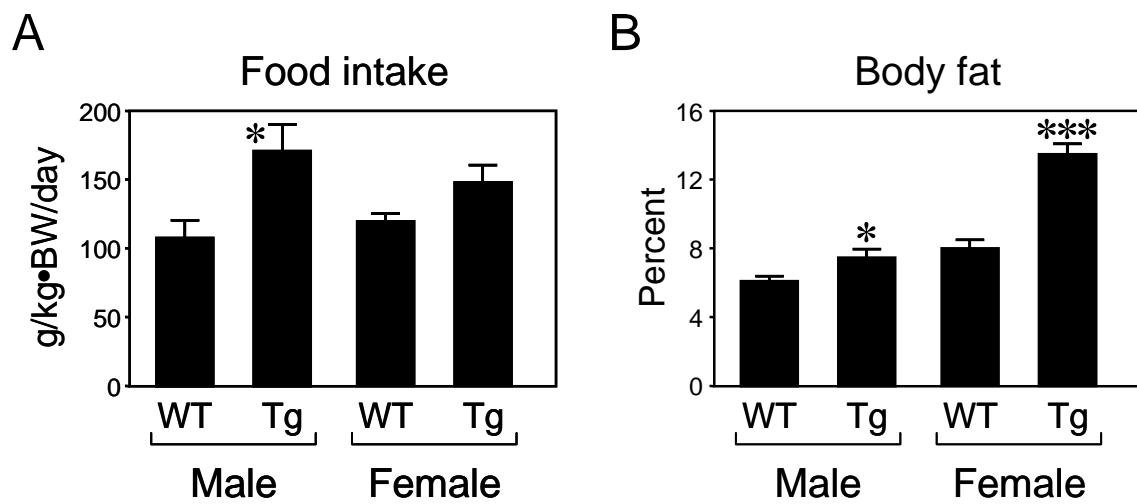 A
Food intake
g/kg•BW/day
200
150
100
50
0
*
WT Tg WT Tg
Male Female
B
Body fat
Percent
16
12
8
4
0
*
***
WT Tg WT Tg
Male Female